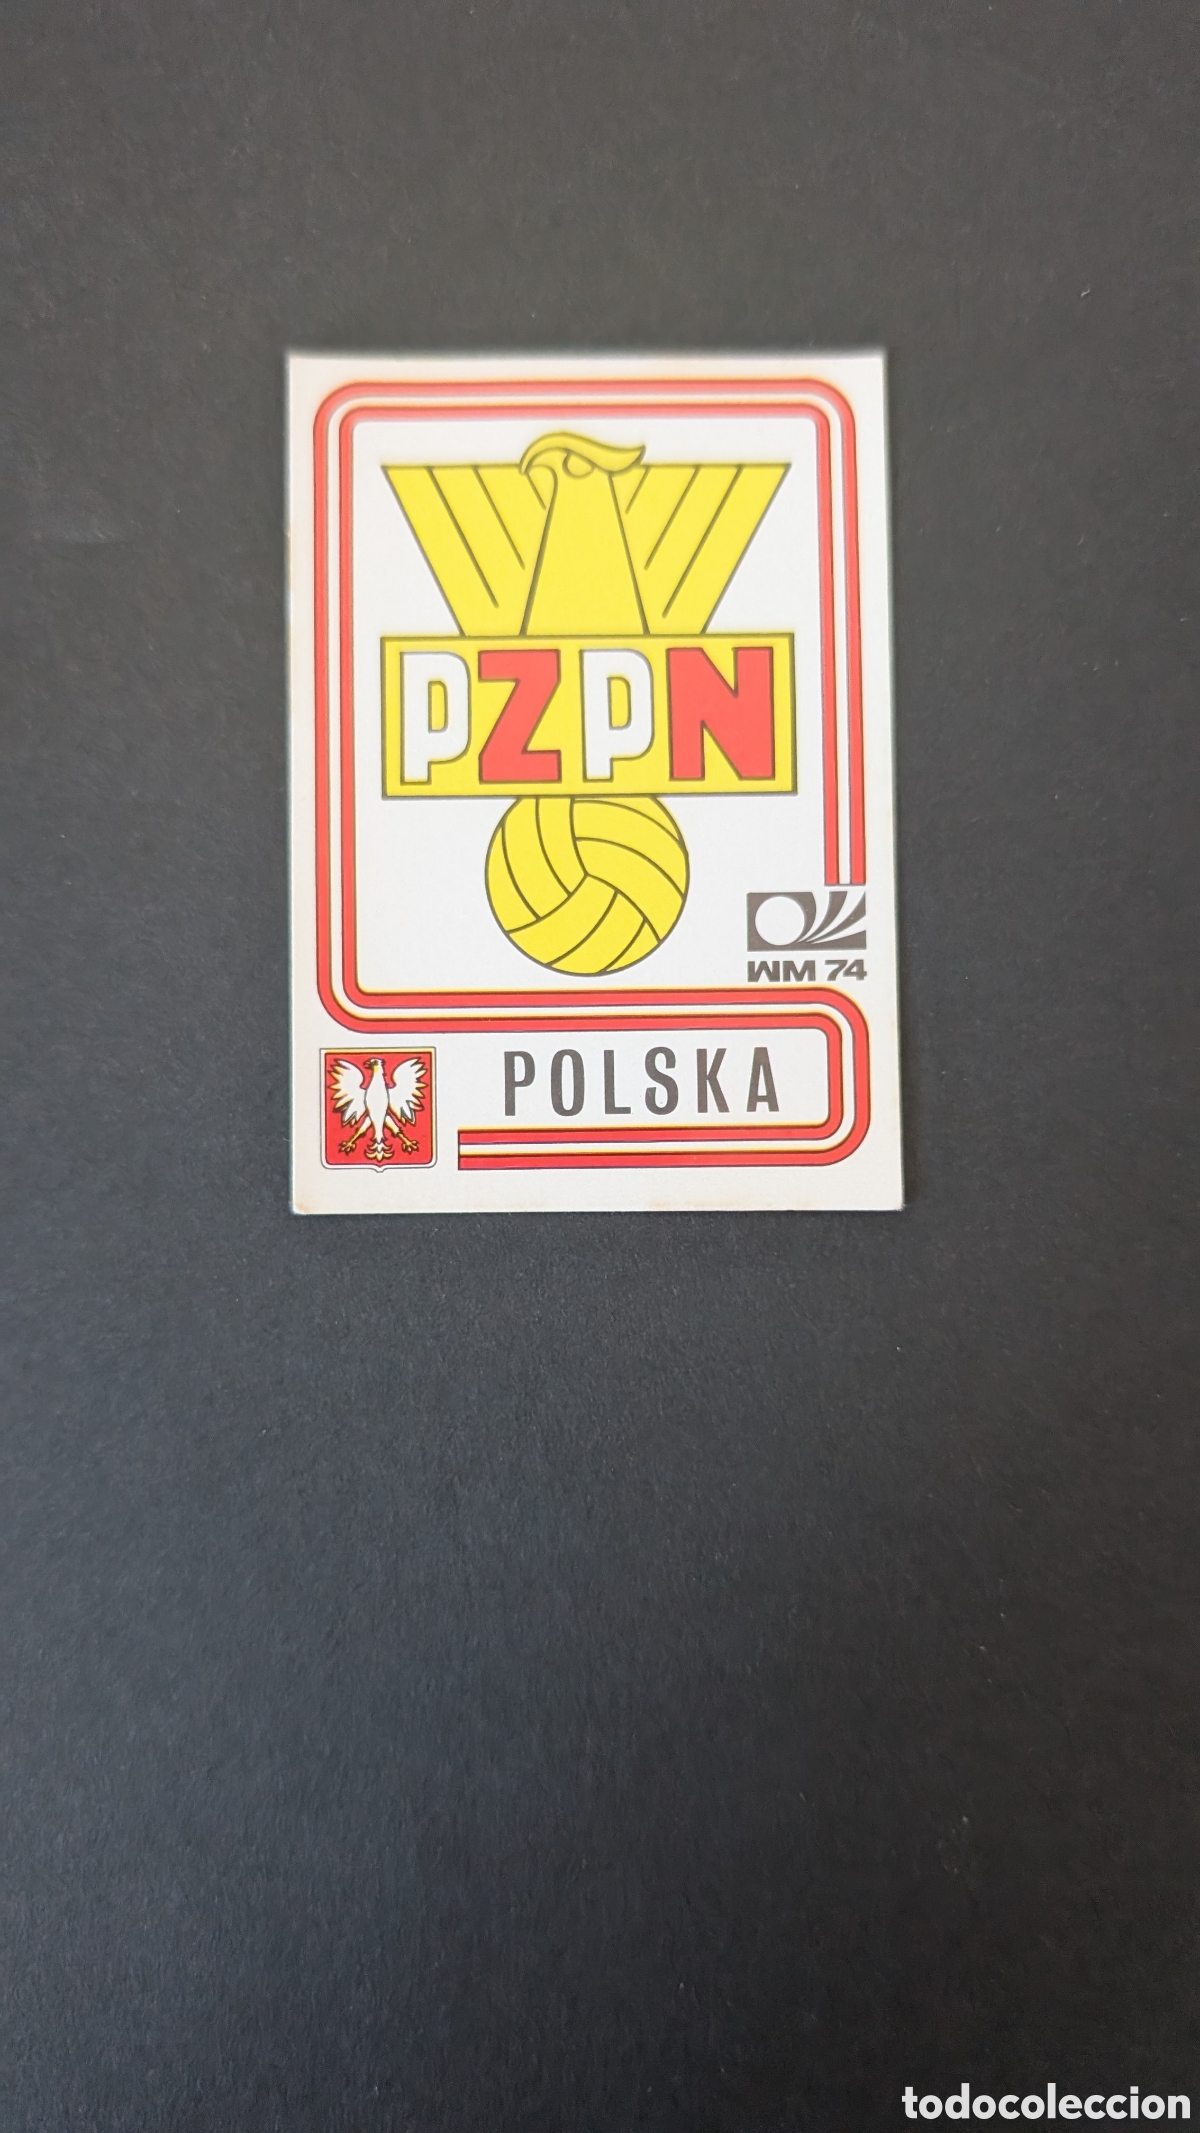 PZPN
WM 74
POLSKA
todocoleccion